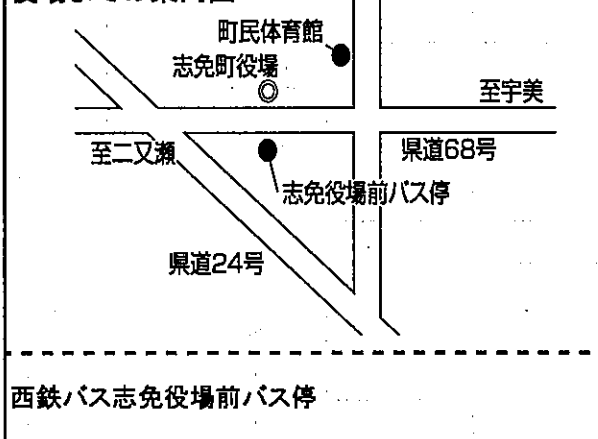 町民体育館
志免町役場
至宇美
至二又瀬
県道68号
志免役場前バス停
県道24号
西鉄バス志免役場前バス停